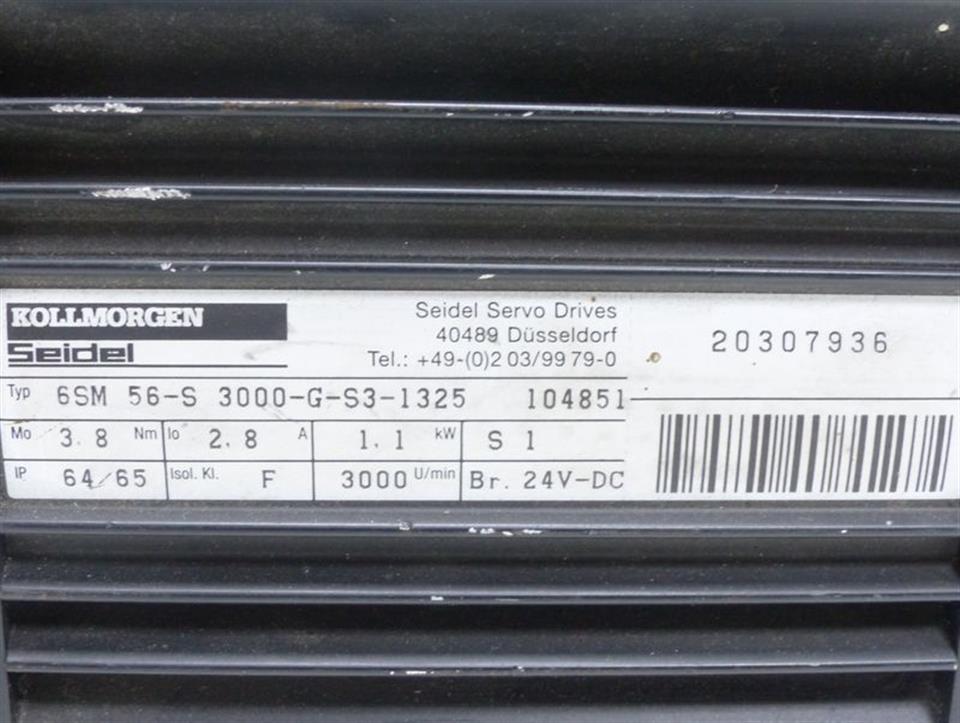 KOLLMORGEN
Seidel
Seidel Servo Drives
40489 Düsseldorf
Tel.: +49-(0)2 03/99 79-0
20307936
Typ 6SM 56-S 3000-G-S3-1325 104851
Mo 3.8 Nm Io 2.8 A 1.1 kW S 1
IP 64/65 Isol. Kl. F 3000 U/min Br. 24V-DC